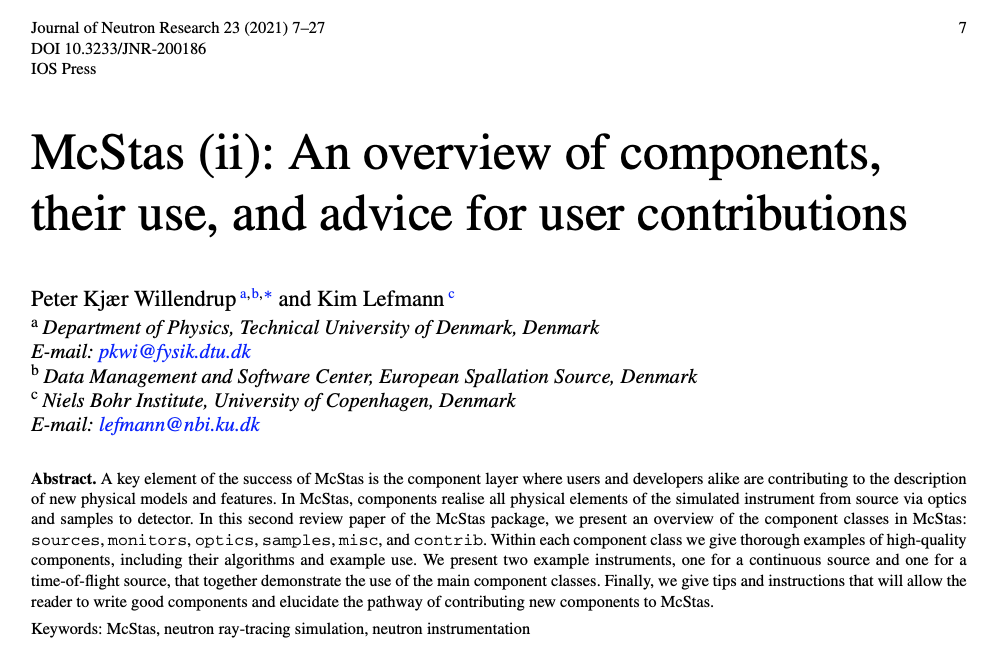 Journal of Neutron Research 23 (2021) 7–27 7
DOI 10.3233/JNR-200186
IOS Press
McStas (ii): An overview of components,
their use, and advice for user contributions
Peter Kjær Willendrup a,b,* and Kim Lefmann c
a Department of Physics, Technical University of Denmark, Denmark
E-mail: pkwi@fysik.dtu.dk
b Data Management and Software Center, European Spallation Source, Denmark
c Niels Bohr Institute, University of Copenhagen, Denmark
E-mail: lefmann@nbi.ku.dk
Abstract. A key element of the success of McStas is the component layer where users and developers alike are contributing to the description
of new physical models and features. In McStas, components realise all physical elements of the simulated instrument from source via optics
and samples to detector. In this second review paper of the McStas package, we present an overview of the component classes in McStas:
sources, monitors, optics, samples, misc, and contrib. Within each component class we give thorough examples of high-quality
components, including their algorithms and example use. We present two example instruments, one for a continuous source and one for a
time-of-flight source, that together demonstrate the use of the main component classes. Finally, we give tips and instructions that will allow the
reader to write good components and elucidate the pathway of contributing new components to McStas.
Keywords: McStas, neutron ray-tracing simulation, neutron instrumentation